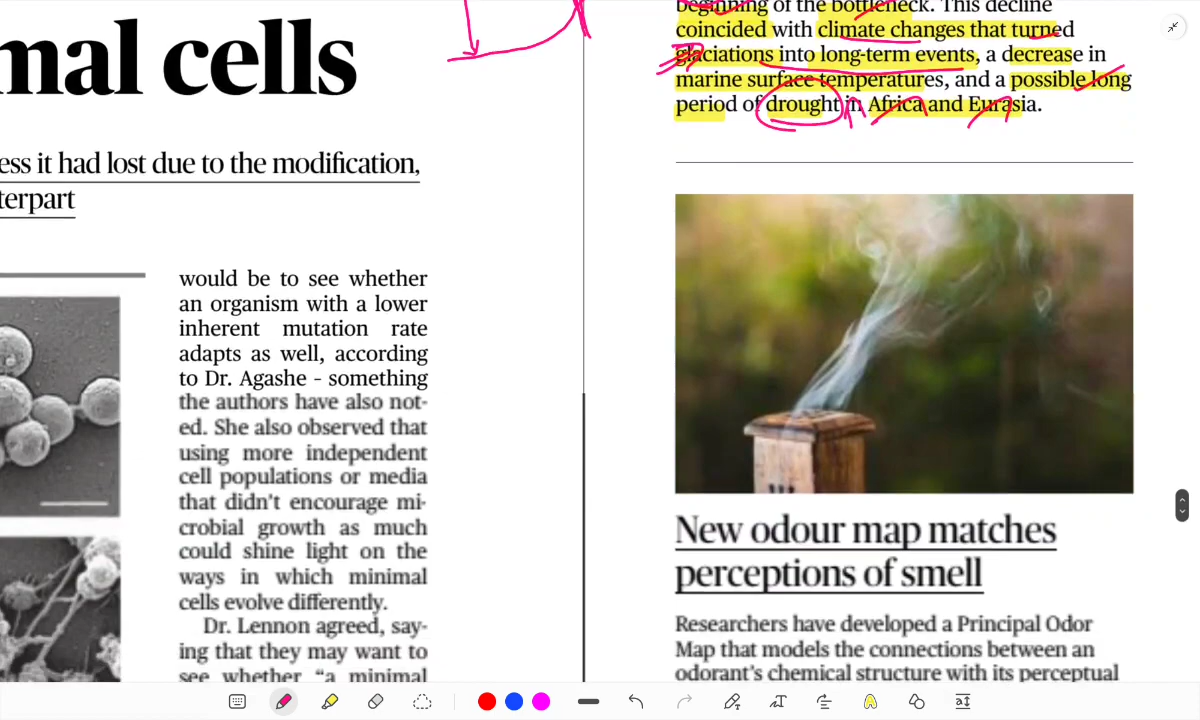 mal cells
ess it had lost due to the modification,
terpart
would be to see whether
an organism with a lower
inherent mutation rate
adapts as well, according
to Dr. Agashe - something
the authors have also not-
ed. She also observed that
using more independent
cell populations or media
that didn't encourage mi-
crobial growth as much
could shine light on the
ways in which minimal
cells evolve differently.
Dr. Lennon agreed, say-
ing that they may want to
see whether "a minimal
beginning of the bottleneck. This decline
coincided with climate changes that turned
glaciations into long-term events, a decrease in
marine surface temperatures, and a possible long
period of drought in Africa and Eurasia.
New odour map matches
perceptions of smell
Researchers have developed a Principal Odor
Map that models the connections between an
odorant's chemical structure with its perceptual